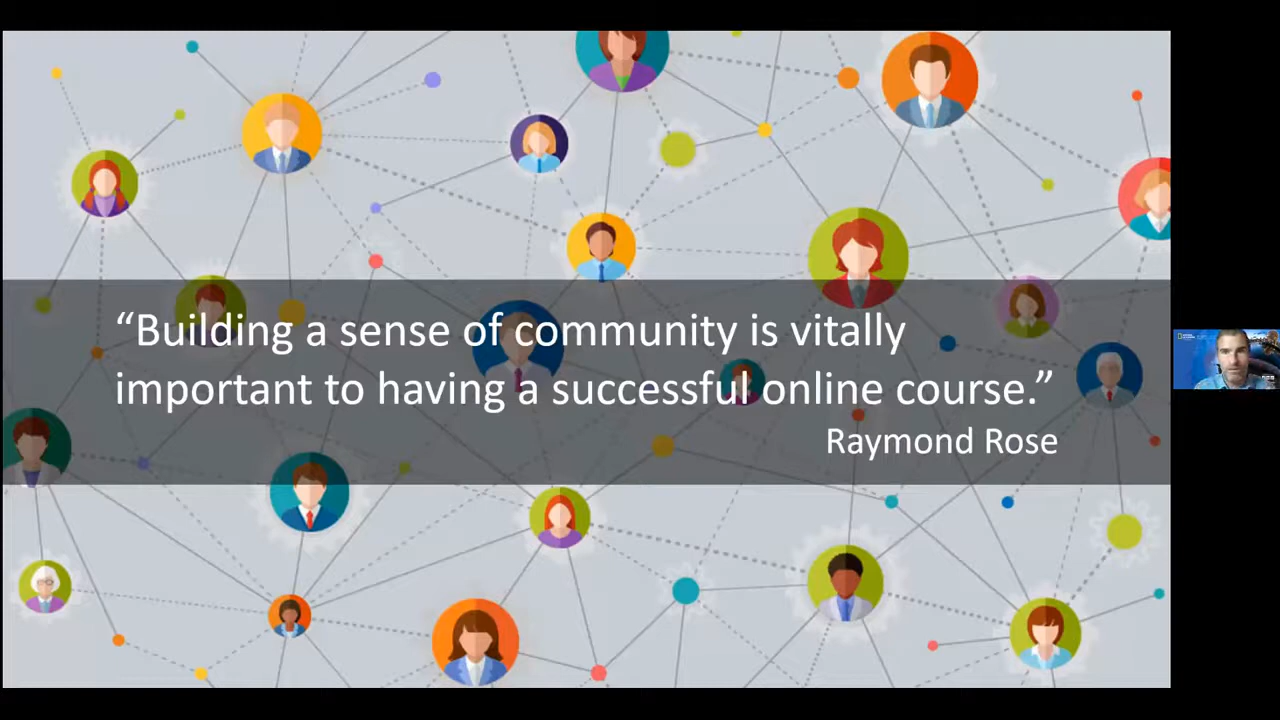 “Building a sense of community is vitally
important to having a successful online course.”
Raymond Rose